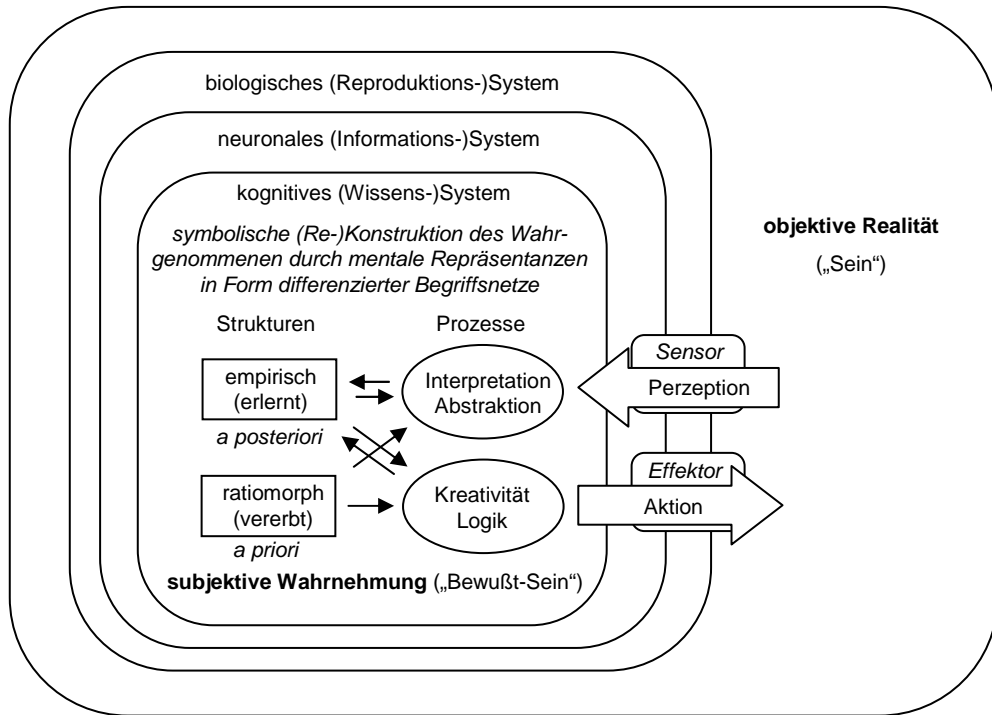 biologisches (Reproduktions-)System
neuronales (Informations-)System
kognitives (Wissens-)System
symbolische (Re-)Konstruktion des Wahr-
genommenen durch mentale Repräsentanzen
in Form differenzierter Begriffsnetze
objektive Realität
(„Sein“)
Strukturen
Prozesse
empirisch
(erlernt)
a posteriori
Interpretation
Abstraktion
Sensor
Perzeption
ratiomorph
(vererbt)
a priori
Kreativität
Logik
Effektor
Aktion
subjektive Wahrnehmung („Bewußt-Sein“)